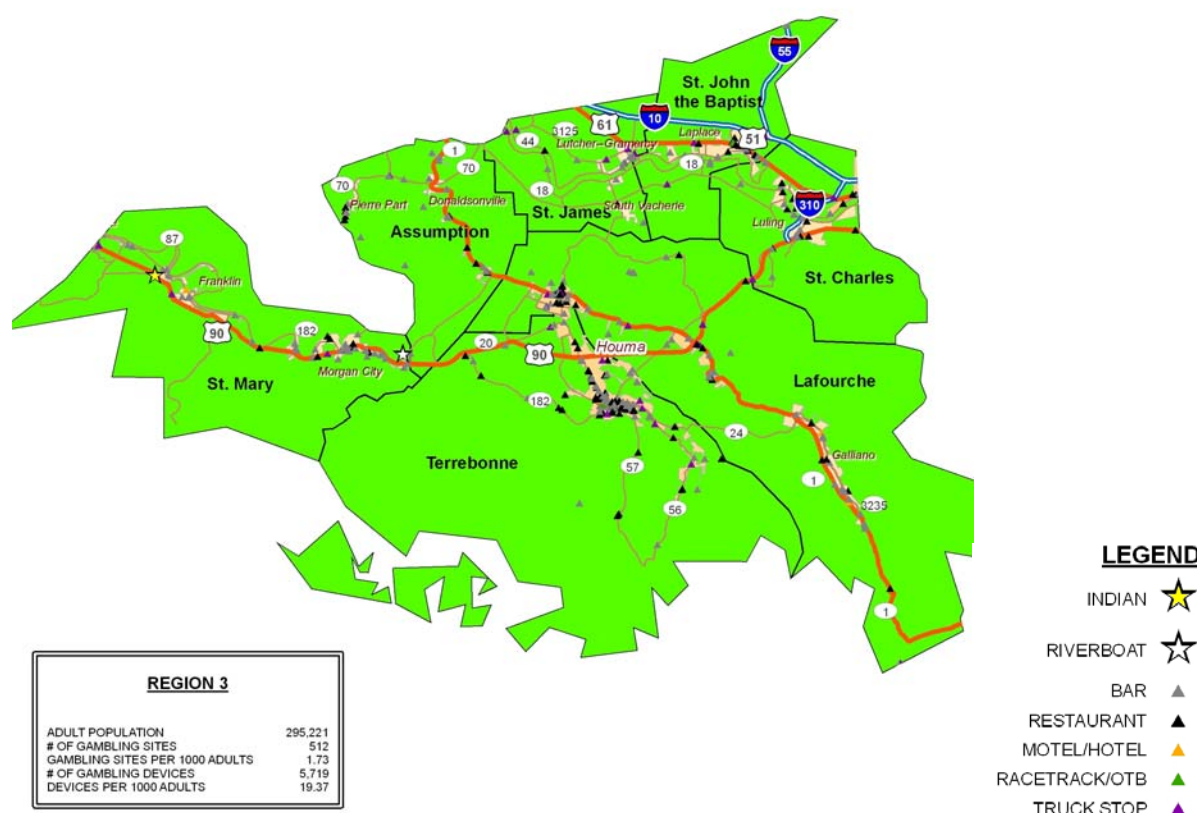 55
St. John
the Baptist
61
10
51
44
3125
Laplace
Lutcher-Gramercy
1
70
18
18
70
Pierre Part
Donaldsonville
St. James
South Vacherie
310
Luling
Assumption
87
Franklin
St. Charles
90
182
20
90
Houma
Morgan City
St. Mary
Lafourche
182
24
Terrebonne
57
Galliano
1
56
3235
1
LEGEND
INDIAN
RIVERBOAT
BAR
RESTAURANT
MOTEL/HOTEL
RACETRACK/OTB
TRUCK STOP
REGION 3
ADULT POPULATION 295,221
# OF GAMBLING SITES 512
GAMBLING SITES PER 1000 ADULTS 1.73
# OF GAMBLING DEVICES 5,719
DEVICES PER 1000 ADULTS 19.37